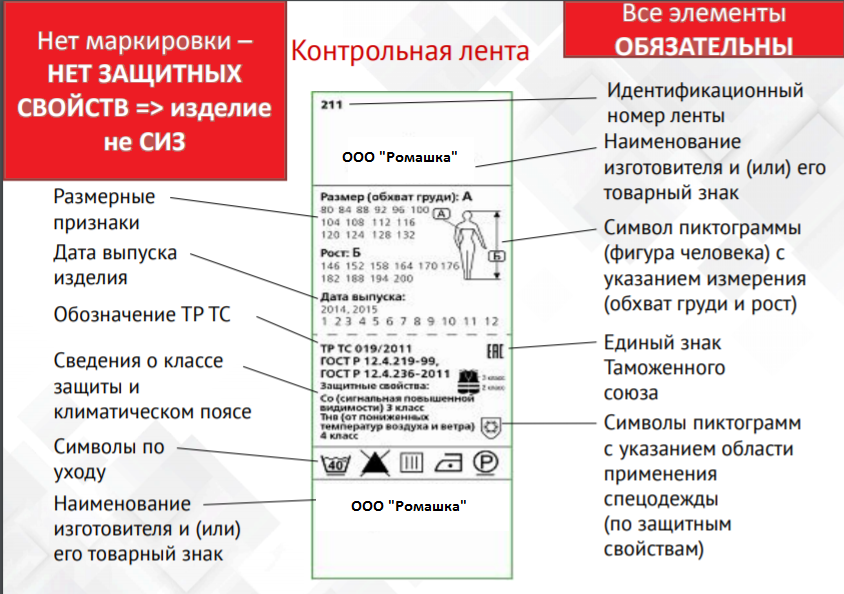 Нет маркировки –
НЕТ ЗАЩИТНЫХ
СВОЙСТВ => изделие
не СИЗ
Контрольная лента
Все элементы
ОБЯЗАТЕЛЬНЫ
Размерные
признаки
Дата выпуска
изделия
Обозначение ТР ТС
Сведения о классе
защиты и
климатическом поясе
Символы по
уходу
Наименование
изготовителя и (или)
его товарный знак
211
ООО "Ромашка"
Размер (обхват груди): А
80 84 88 92 96 100
104 108 112 116
120 124 128 132
А
Рост: Б
Б
146 152 158 164 170 176
182 188 194 200
Дата выпуска:
2014, 2015
1 2 3 4 5 6 7 8 9 10 11 12
ТР ТС 019/2011
ГОСТ Р 12.4.219-99,
ГОСТ Р 12.4.236-2011
EAC
Защитные свойства:
3 класс
2 класс
Со (сигнальная повышенной
видимости) 3 класс
Тнв (от пониженных
температур воздуха и ветра)
4 класс
40°
P
ООО "Ромашка"
Идентификационный
номер ленты
Наименование
изготовителя и (или) его
товарный знак
Символ пиктограммы
(фигура человека) с
указанием измерения
(обхват груди и рост)
Единый знак
Таможенного
союза
Символы пиктограмм
с указанием области
применения
спецодежды
(по защитным
свойствам)